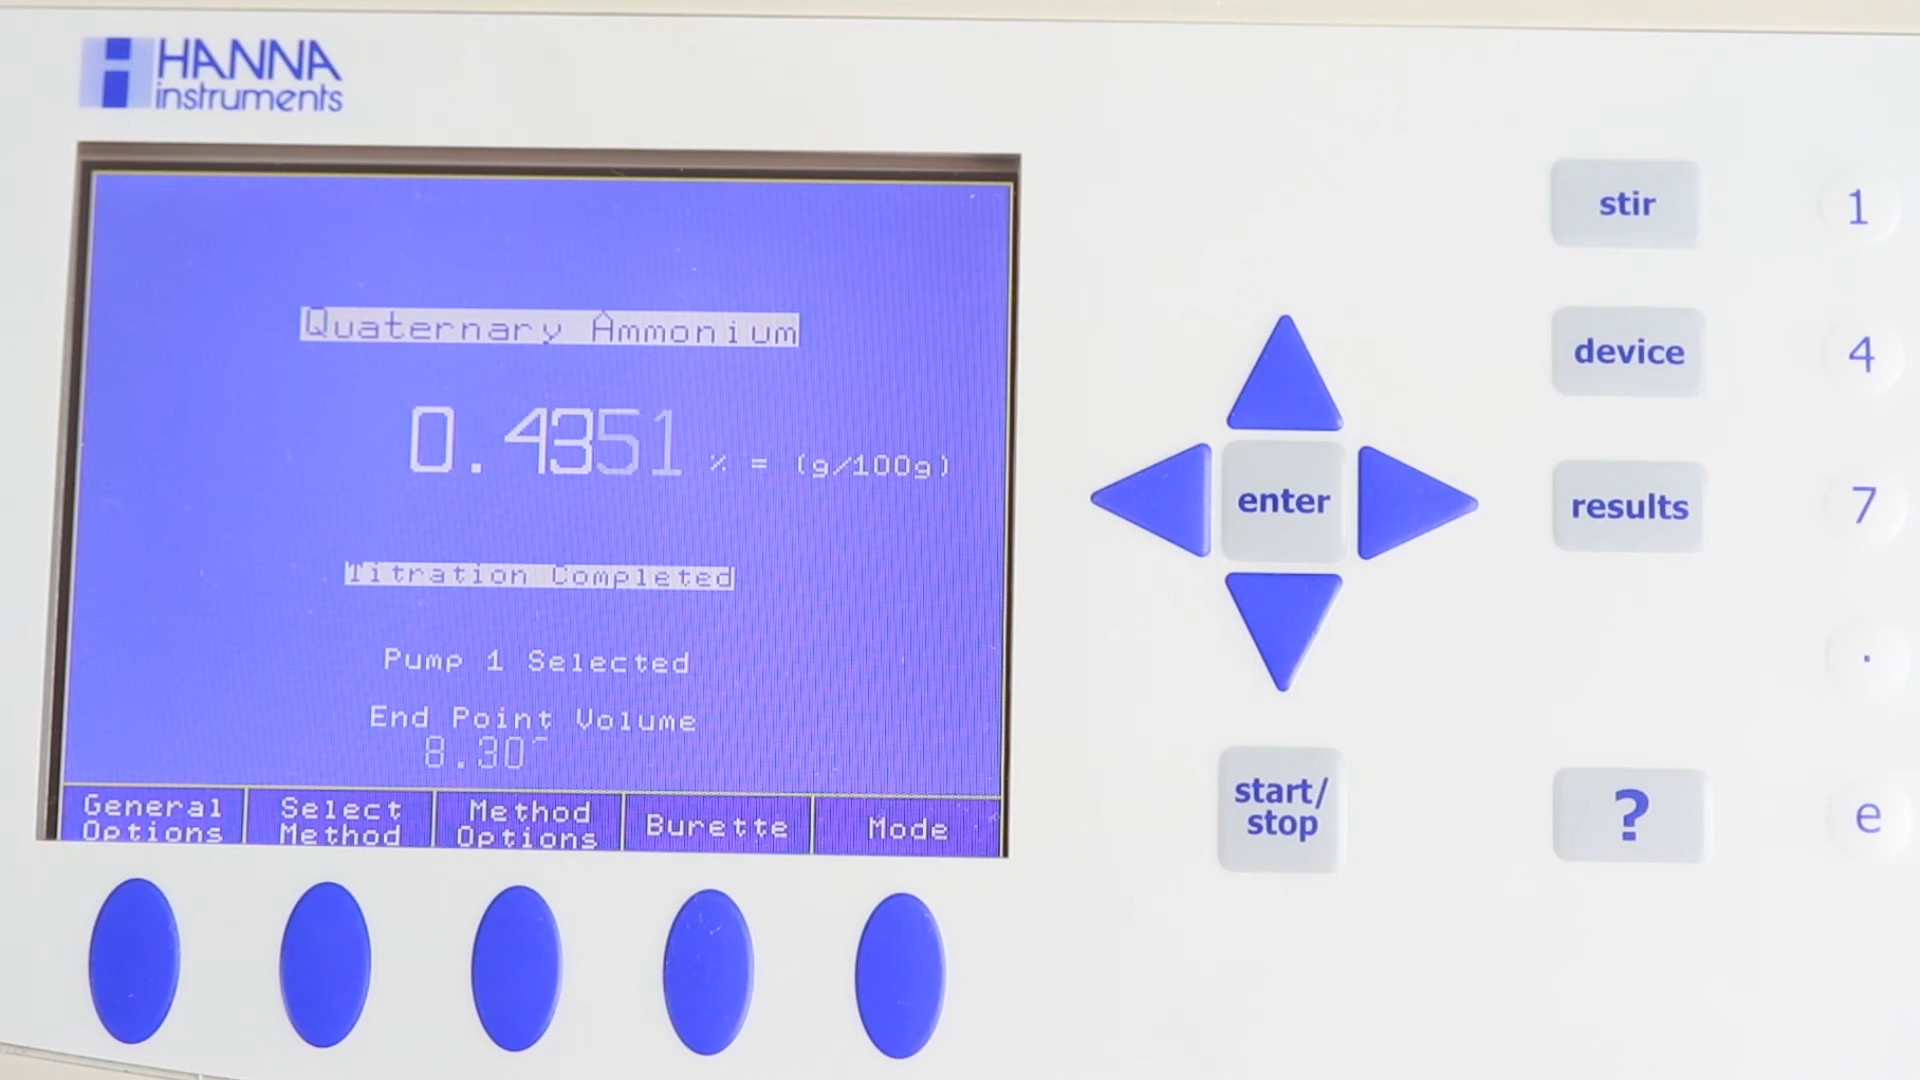 HANNA
instruments
Quaternary Ammonium
0.4351 % = (g/100g)
Titration Completed
Pump 1 Selected
End Point Volume
8.30
General Options
Select Method
Method Options
Burette
Mode
enter
start/
stop
stir
device
results
?
1
4
7
.
e